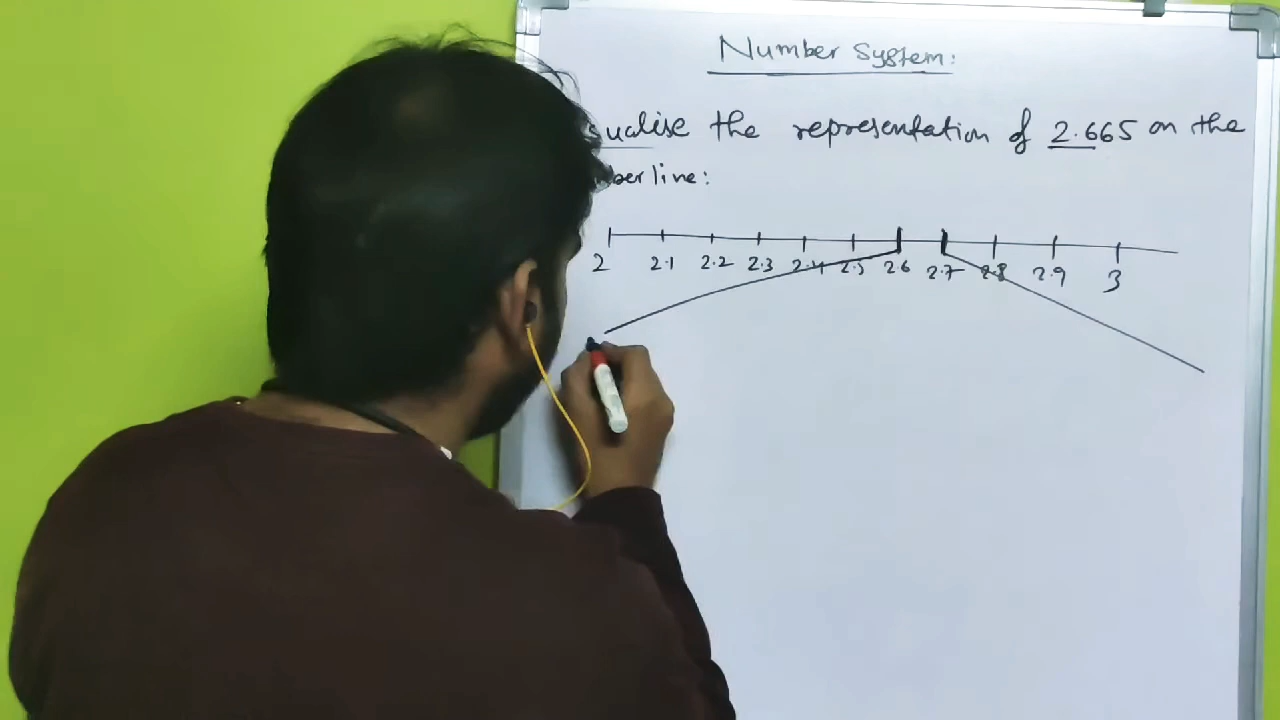 Number System:
sualise the representation of 2.665 on the
ber line:
2 2.1 2.2 2.3 2.4 2.5 2.6 2.7 2.8 2.9 3